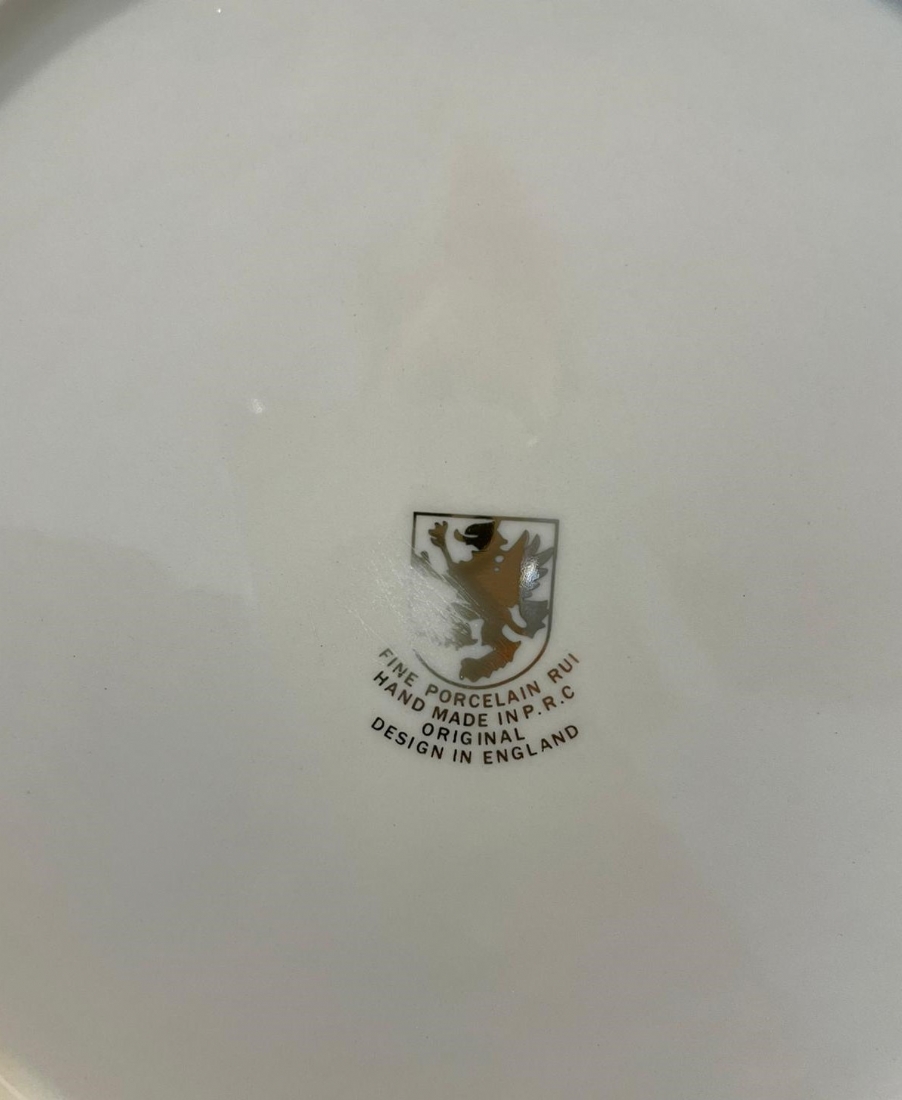 FINE PORCELAIN RUI
HAND MADE IN P.R.C
ORIGINAL
DESIGN IN ENGLAND